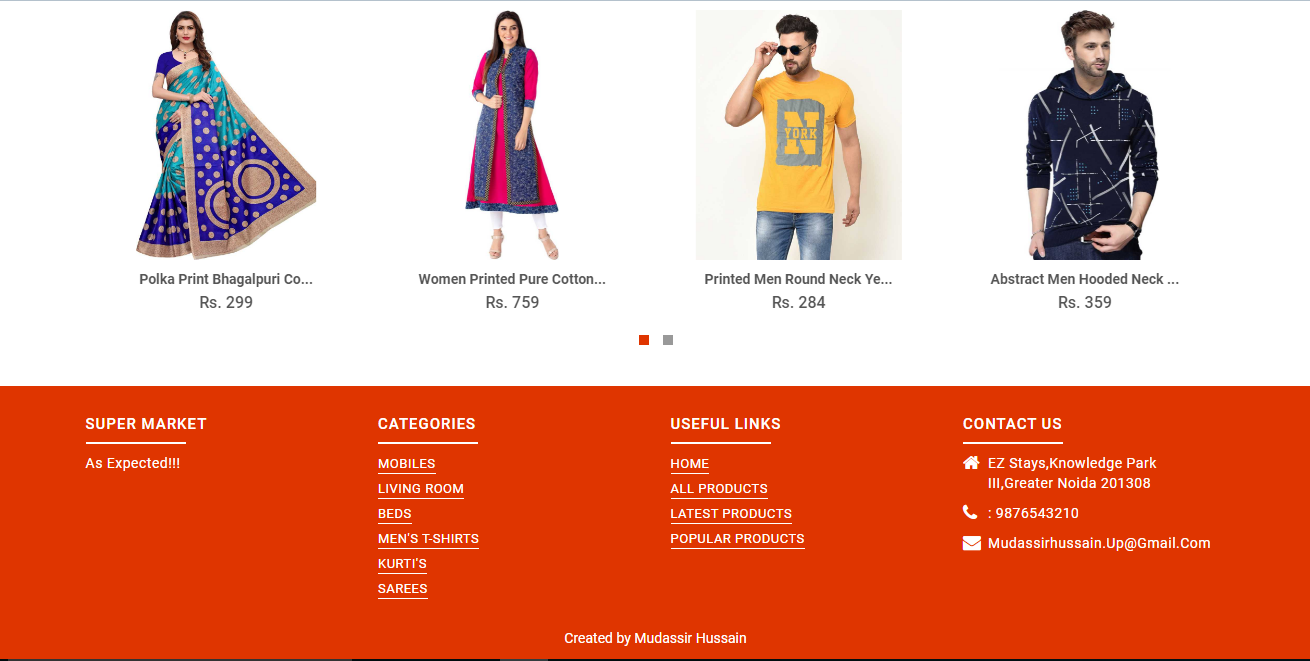 N
YORK
Polka Print Bhagalpuri Co...
Rs. 299
Women Printed Pure Cotton...
Rs. 759
Printed Men Round Neck Ye...
Rs. 284
Abstract Men Hooded Neck ...
Rs. 359
SUPER MARKET
As Expected!!!
CATEGORIES
MOBILES
LIVING ROOM
BEDS
MEN'S T-SHIRTS
KURTI'S
SAREES
USEFUL LINKS
HOME
ALL PRODUCTS
LATEST PRODUCTS
POPULAR PRODUCTS
CONTACT US
EZ Stays,Knowledge Park
III,Greater Noida 201308
: 9876543210
Mudassirhussain.Up@Gmail.Com
Created by Mudassir Hussain